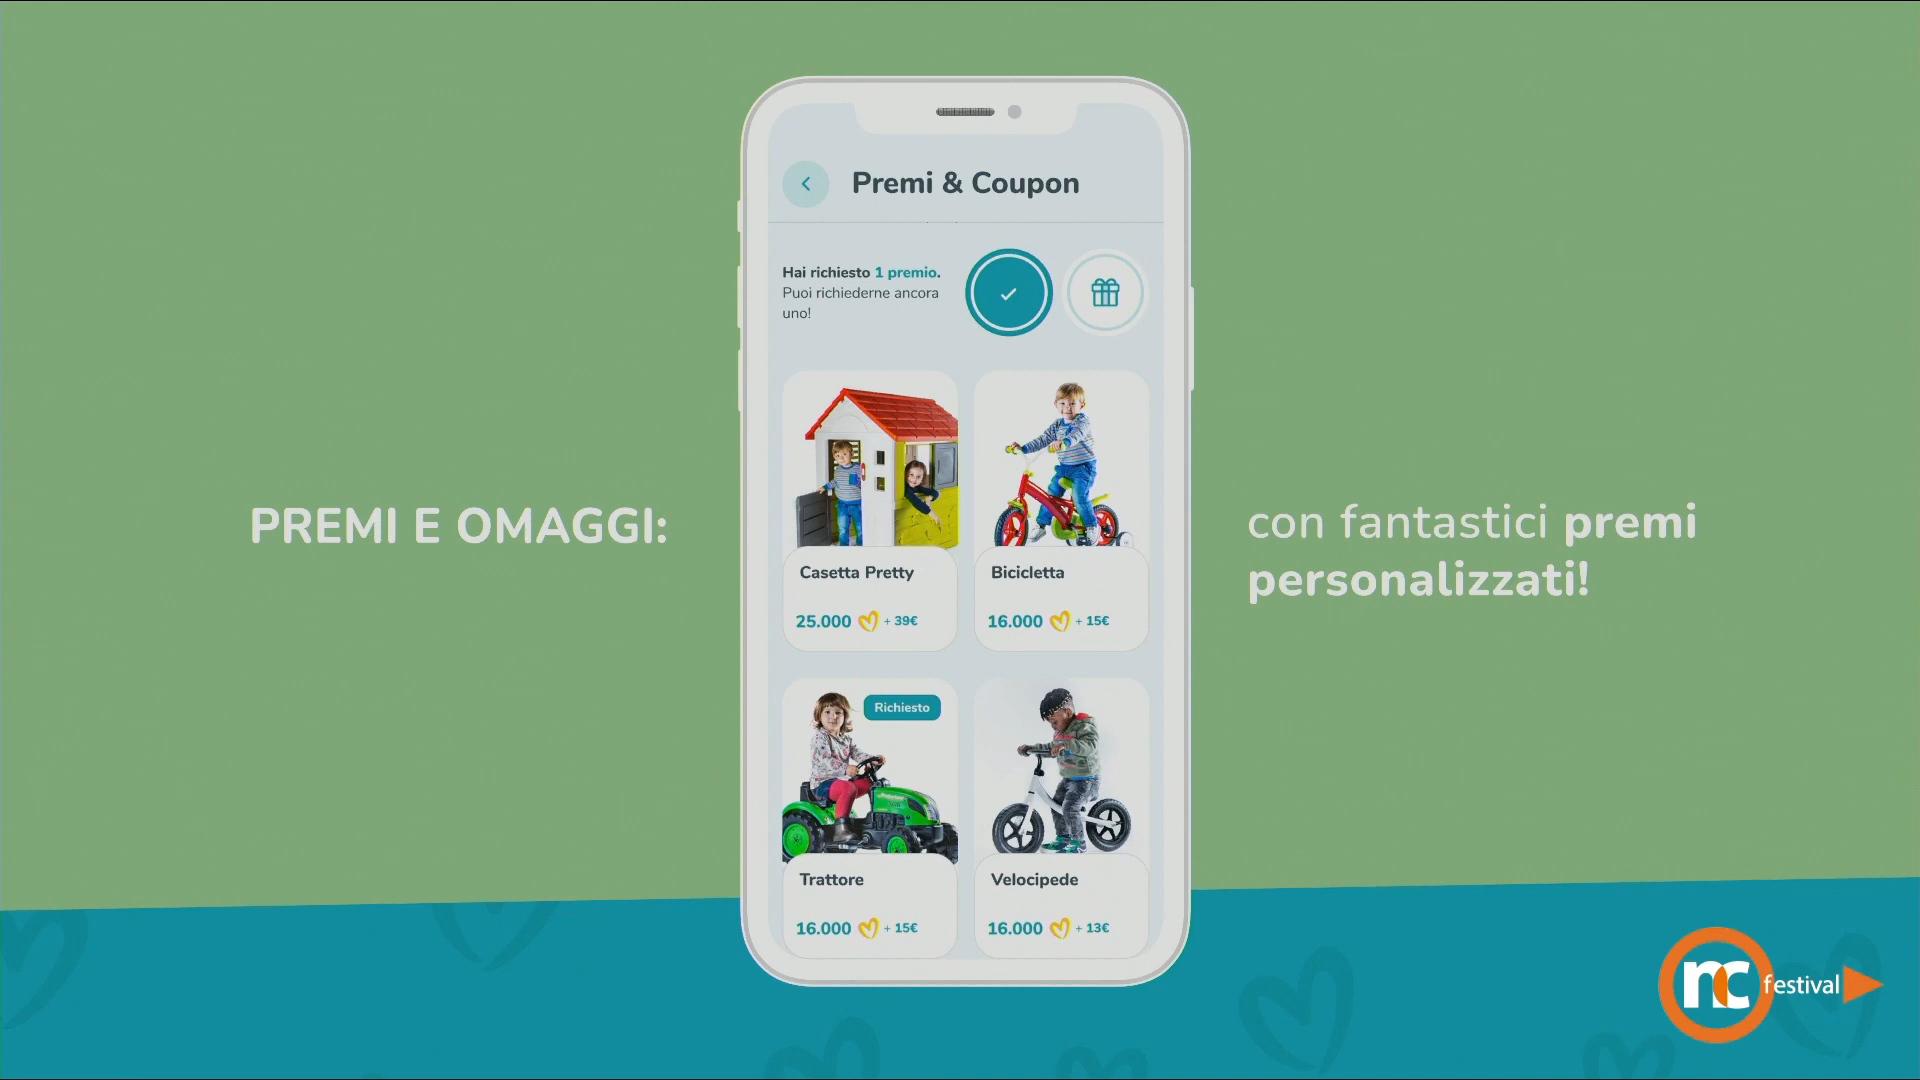 PREMI E OMAGGI:
Premi & Coupon
Hai richiesto 1 premio.
Puoi richiederne ancora
uno!
Casetta Pretty
25.000 + 39€
Bicicletta
16.000 + 15€
Richiesto
Trattore
16.000 + 15€
Velocipede
16.000 + 13€
con fantastici premi
personalizzati!
nc festival